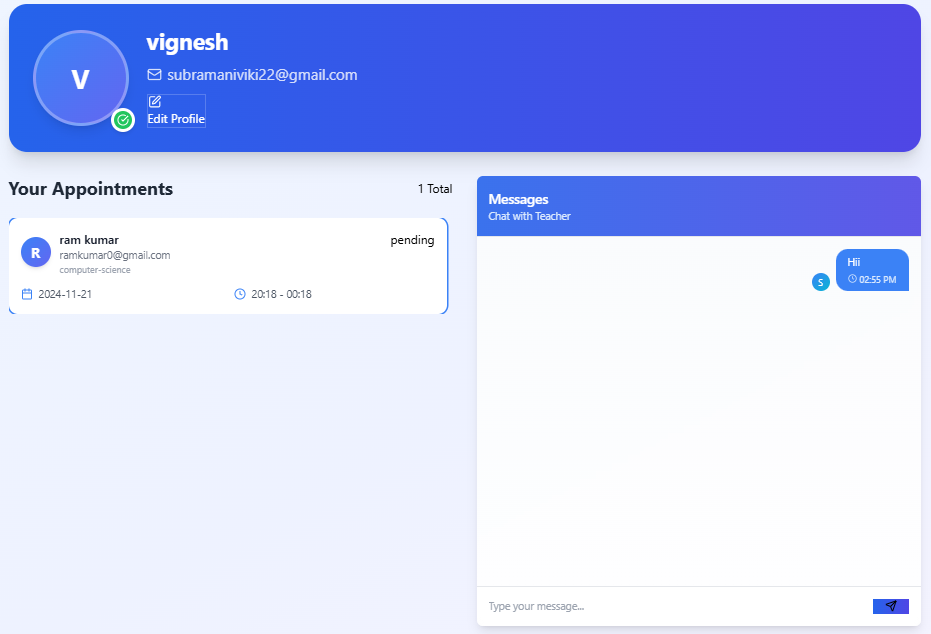 V
vignesh
subramaniviki22@gmail.com
Edit Profile
Your Appointments
1 Total
R
ram kumar
pending
ramkumar0@gmail.com
computer-science
2024-11-21
20:18 - 00:18
Messages
Chat with Teacher
Hii
S
02:55 PM
Type your message...